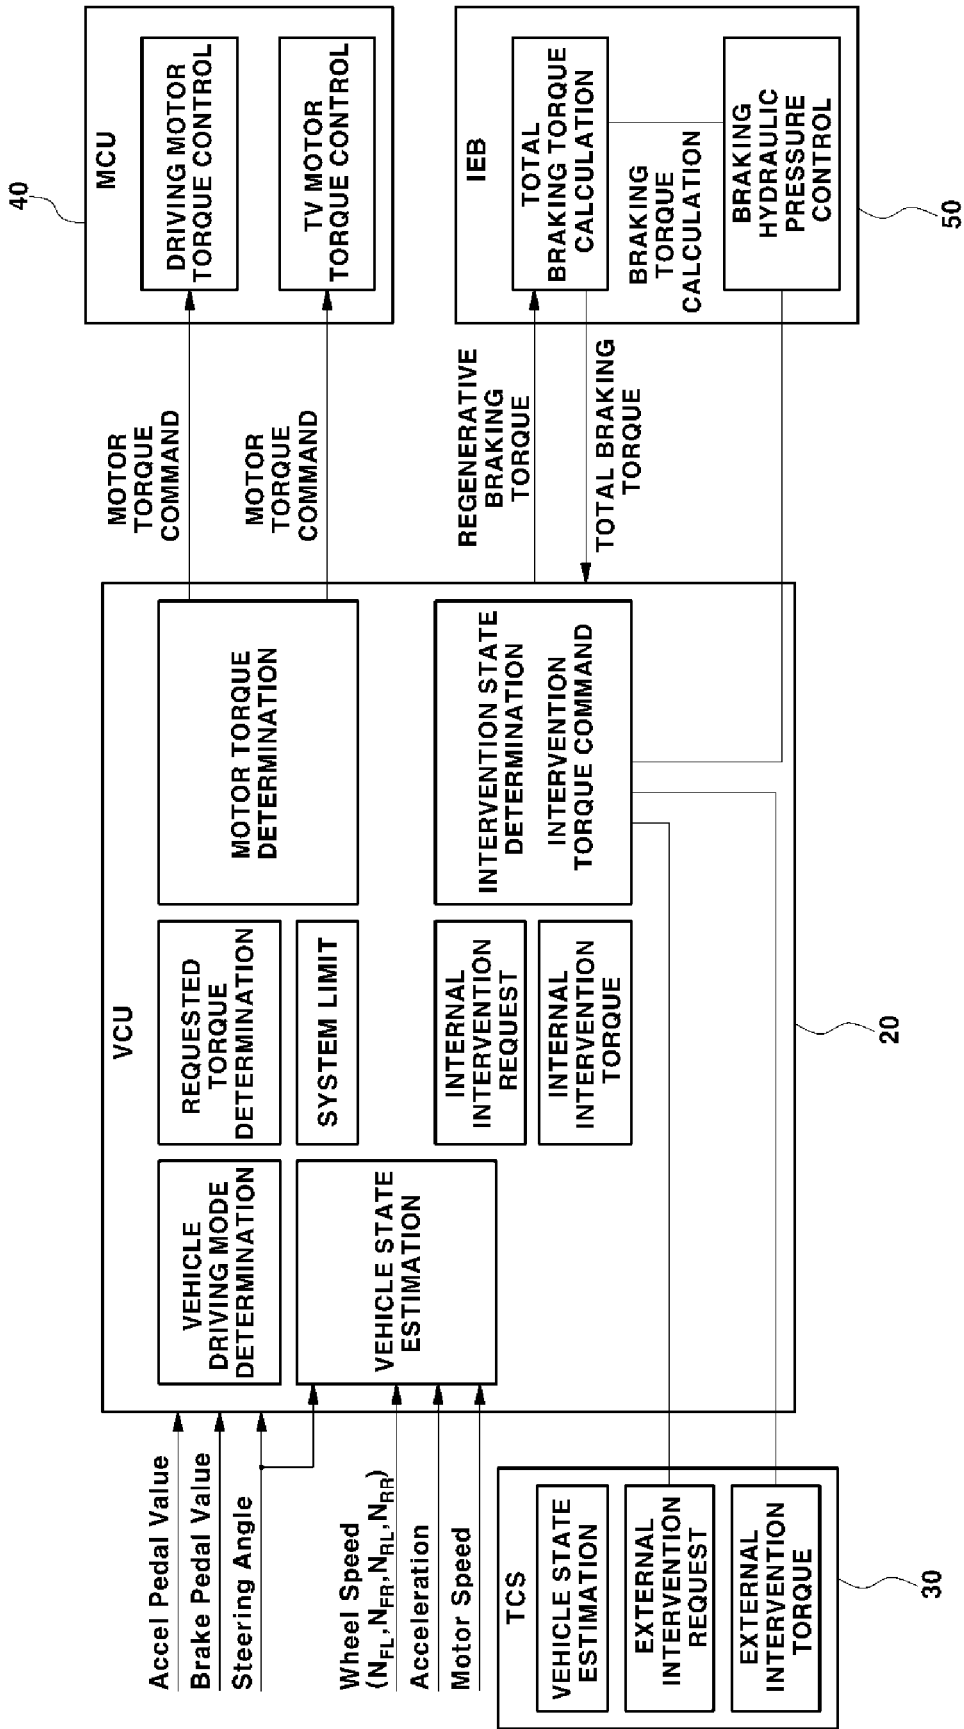 Accel Pedal Value
Brake Pedal Value
Steering Angle
Wheel Speed
(N_FL, N_FR, N_RL, N_RR)
Acceleration
Motor Speed
TCS
VEHICLE STATE
ESTIMATION
EXTERNAL
INTERVENTION
REQUEST
EXTERNAL
INTERVENTION
TORQUE
30
VCU
VEHICLE
DRIVING MODE
DETERMINATION
REQUESTED
TORQUE
DETERMINATION
MOTOR TORQUE
DETERMINATION
VEHICLE STATE
ESTIMATION
SYSTEM LIMIT
INTERNAL
INTERVENTION
REQUEST
INTERNAL
INTERVENTION
TORQUE
INTERVENTION STATE
DETERMINATION
INTERVENTION
TORQUE COMMAND
20
MOTOR
TORQUE
COMMAND
MOTOR
TORQUE
COMMAND
REGENERATIVE
BRAKING
TORQUE
TOTAL BRAKING
TORQUE
40
MCU
DRIVING MOTOR
TORQUE CONTROL
TV MOTOR
TORQUE CONTROL
IEB
TOTAL
BRAKING TORQUE
CALCULATION
BRAKING
TORQUE
CALCULATION
BRAKING
HYDRAULIC
PRESSURE
CONTROL
50